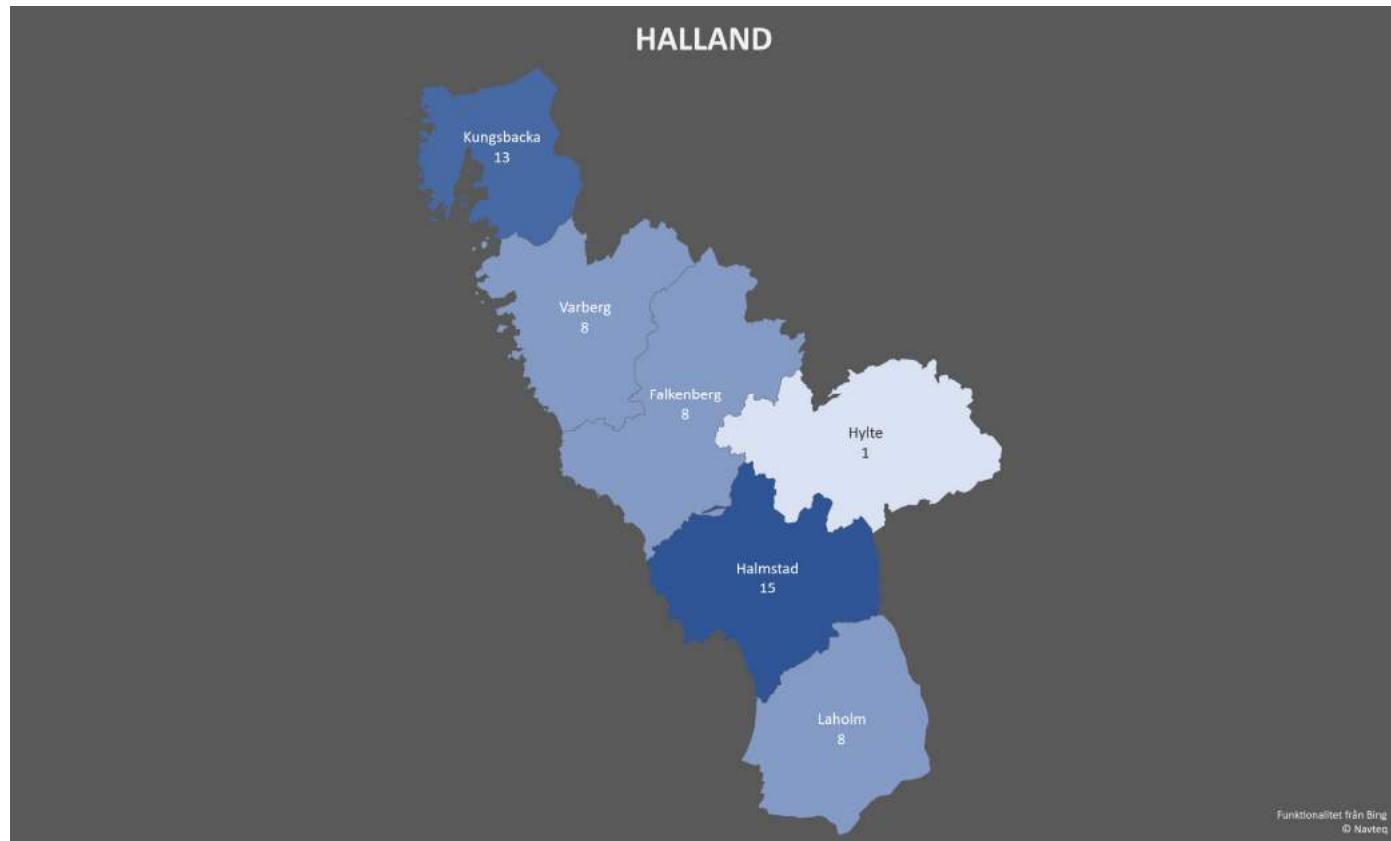 HALLAND
Kungsbacka
13
Varberg
8
Falkenberg
8
Hylte
1
Halmstad
15
Laholm
8
Funktionalitet från Bing
© Navteq